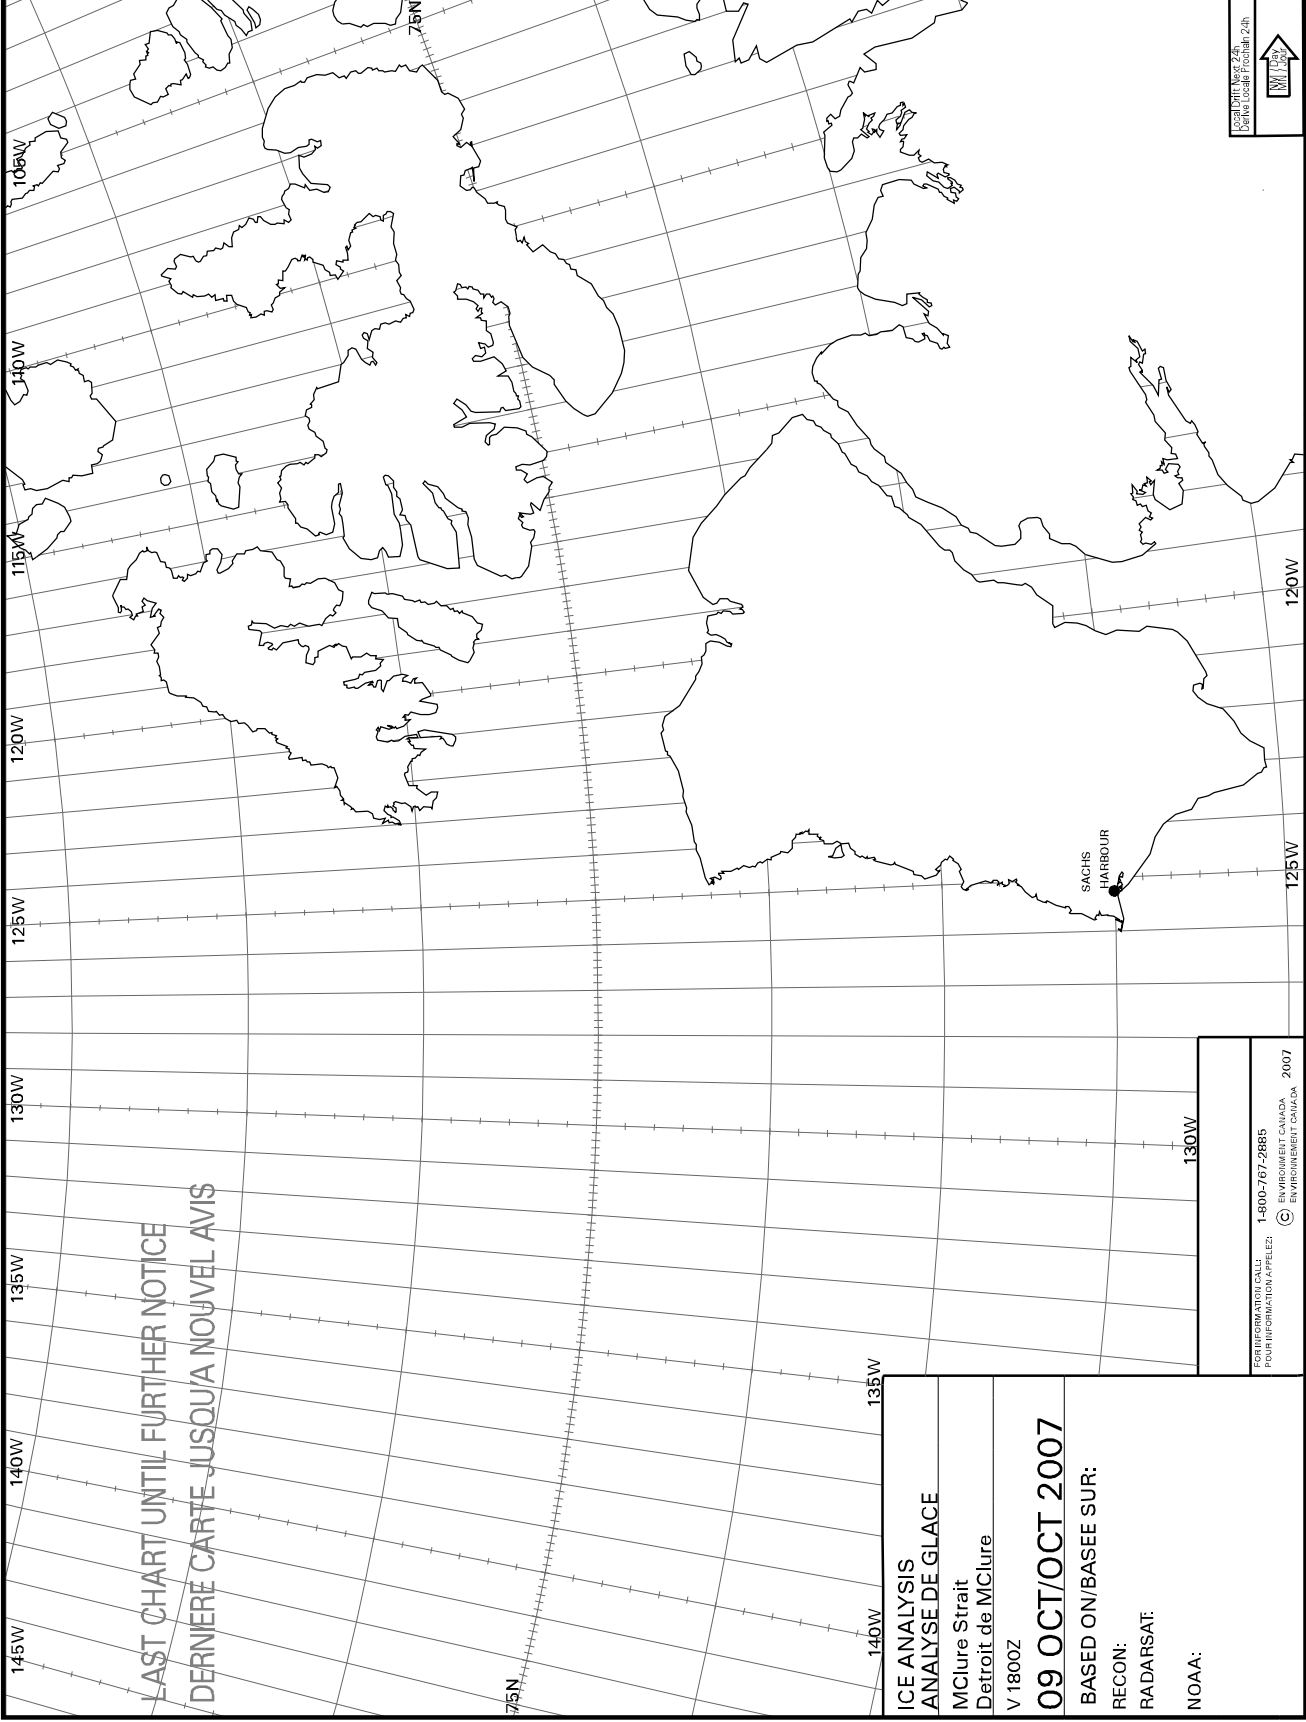 LAST CHART UNTIL FURTHER NOTICE
DERNIERE CARTE JUSQU'A NOUVEL AVIS
145W
140W
135W
130W
125W
120W
115W
110W
105W
75N
75N
140W
135W
130W
125W
120W
SACHS
HARBOUR
ICE ANALYSIS
ANALYSE DE GLACE
MClure Strait
Detroit de MClure
V 1800Z
09 OCT/OCT 2007
BASED ON/BASEE SUR:
RECON:
RADARSAT:
NOAA:
FOR INFORMATION CALL: 1-800-767-2885
POUR INFORMATION APPELEZ:
© ENVIRONMENT CANADA 2007
ENVIRONNEMENT CANADA
Local Drift Next 24h
Derive Locale Prochain 24h
NM / Day
MN / Jour